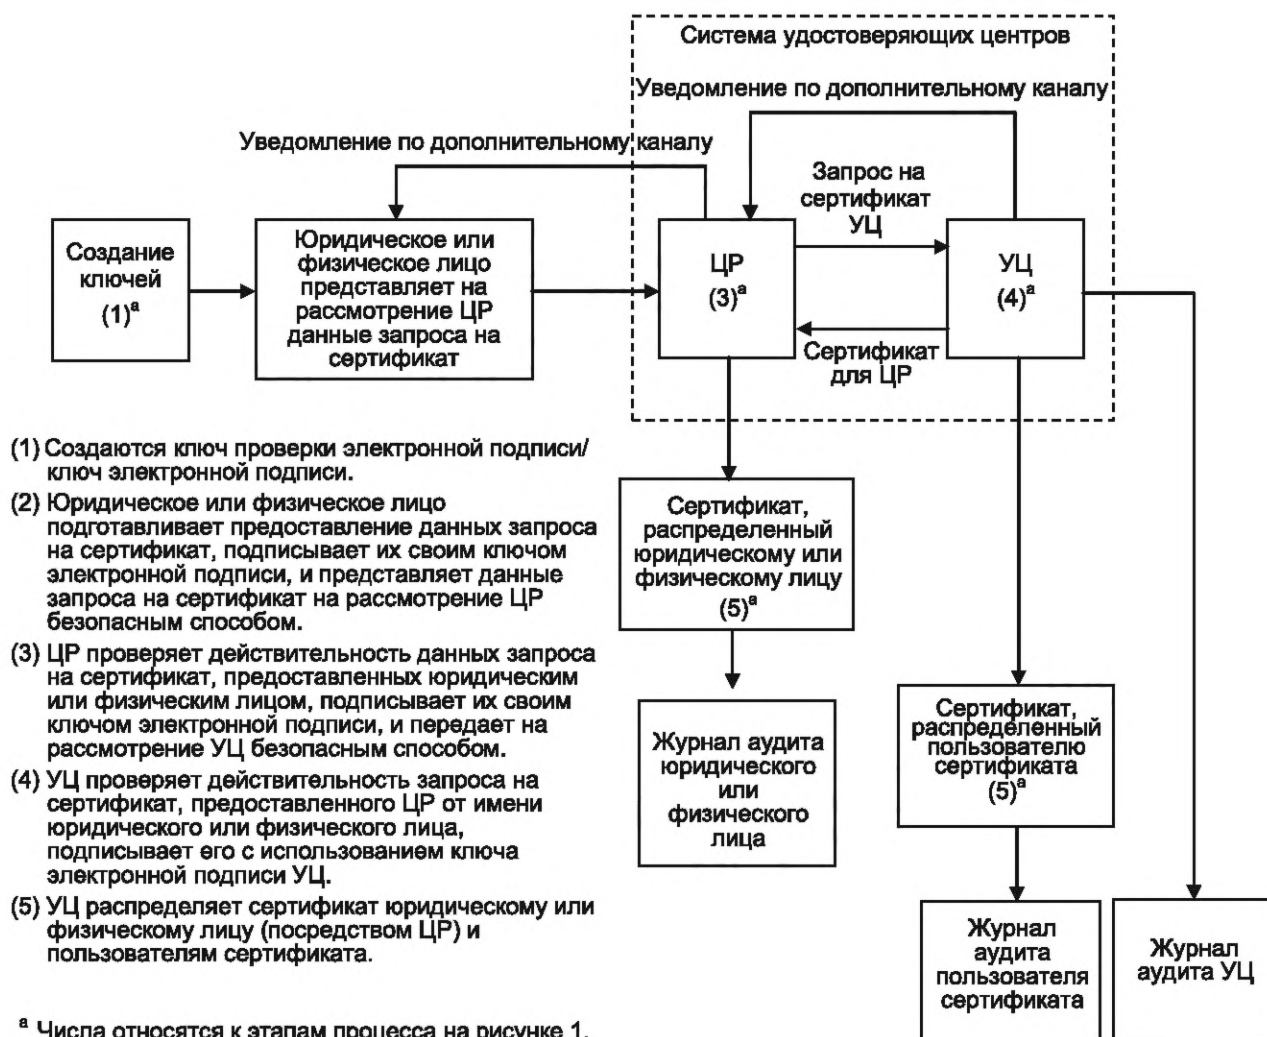 Система удостоверяющих центров
Уведомление по дополнительному каналу
Уведомление по дополнительному каналу
Запрос на
сертификат
УЦ
Создание
ключей
(1)ª
Юридическое или
физическое лицо
представляет на
рассмотрение ЦР
данные запроса на
сертификат
ЦР
(3)ª
УЦ
(4)ª
Сертификат
для ЦР
(1) Создаются ключ проверки электронной подписи/
ключ электронной подписи.
(2) Юридическое или физическое лицо
подготавливает предоставление данных запроса
на сертификат, подписывает их своим ключом
электронной подписи, и представляет данные
запроса на сертификат на рассмотрение ЦР
безопасным способом.
(3) ЦР проверяет действительность данных запроса
на сертификат, предоставленных юридическим
или физическим лицом, подписывает их своим
ключом электронной подписи, и передает на
рассмотрение УЦ безопасным способом.
(4) УЦ проверяет действительность запроса на
сертификат, предоставленного ЦР от имени
юридического или физического лица,
подписывает его с использованием ключа
электронной подписи УЦ.
(5) УЦ распределяет сертификат юридическому или
физическому лицу (посредством ЦР) и
пользователям сертификата.
Сертификат,
распределенный
юридическому или
физическому лицу
(5)ª
Журнал аудита
юридического
или
физического
лица
Сертификат,
распределенный
пользователю
сертификата
(5)ª
Журнал
аудита
пользователя
сертификата
Журнал
аудита УЦ
ª Числа относятся к этапам процесса на рисунке 1.